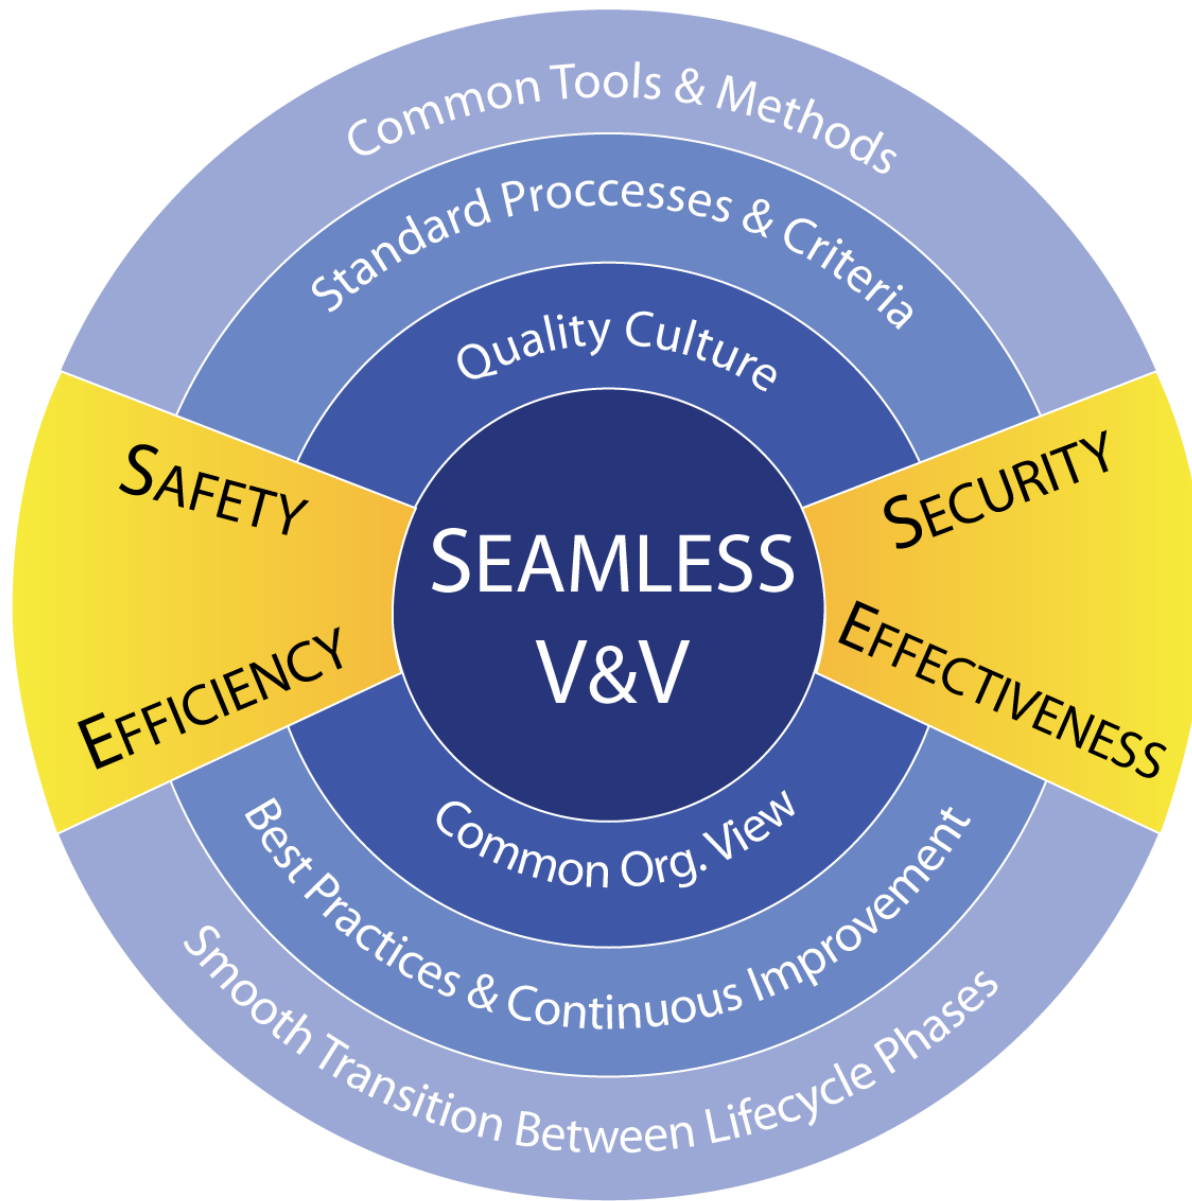 Common Tools & Methods
Standard Proccesses & Criteria
Quality Culture
SAFETY
SECURITY
SEAMLESS
V&V
EFFICIENCY
EFFECTIVENESS
Common Org. View
Best Practices & Continuous Improvement
Smooth Transition Between Lifecycle Phases